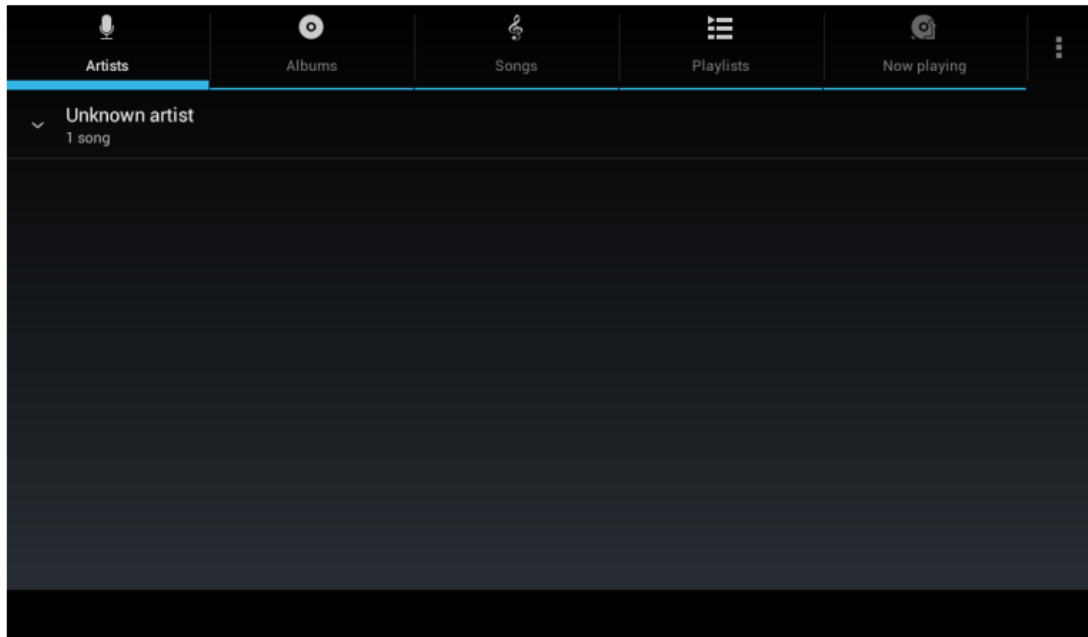 Artists
Albums
Songs
Playlists
Now playing
Unknown artist
1 song